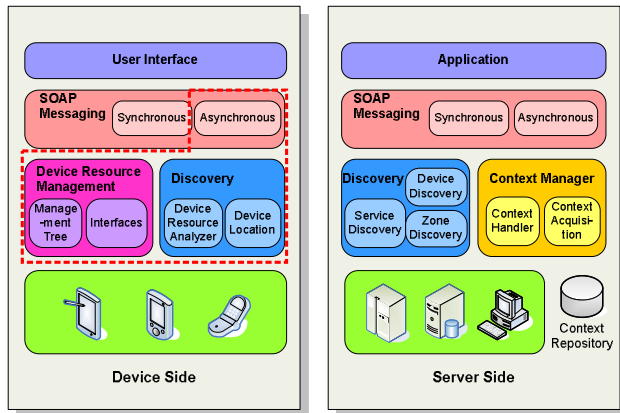 User Interface
SOAP
Messaging
Synchronous
Asynchronous
Device Resource
Management
Manage
-ment
Tree
Interfaces
Discovery
Device
Resource
Analyzer
Device
Location
Device Side
Application
SOAP
Messaging
Synchronous
Asynchronous
Discovery
Device
Discovery
Service
Discovery
Zone
Discovery
Context Manager
Context
Handler
Context
Acquisi-
tion
Context
Repository
Server Side